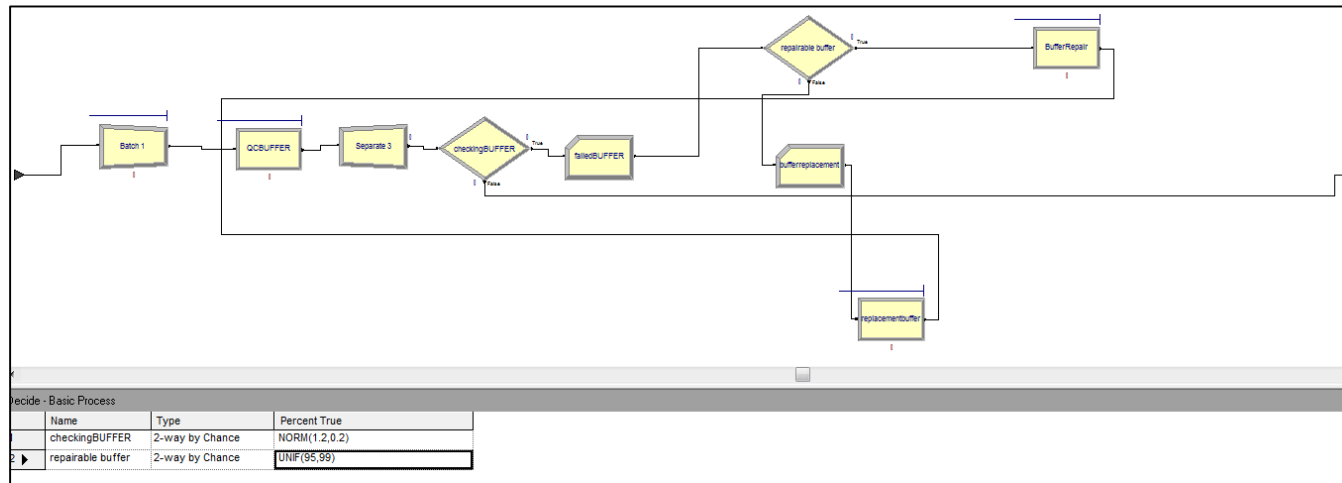 repairable buffer
True
False
BufferRepair
Batch 1
QCBUFFER
Separate 3
checkingBUFFER
True
False
failedBUFFER
bufferreplacement
replacementbuffer
ecide - Basic Process
Name Type Percent True
checkingBUFFER 2-way by Chance NORM(1.2,0.2)
2 repairable buffer 2-way by Chance UNIF(95,99)